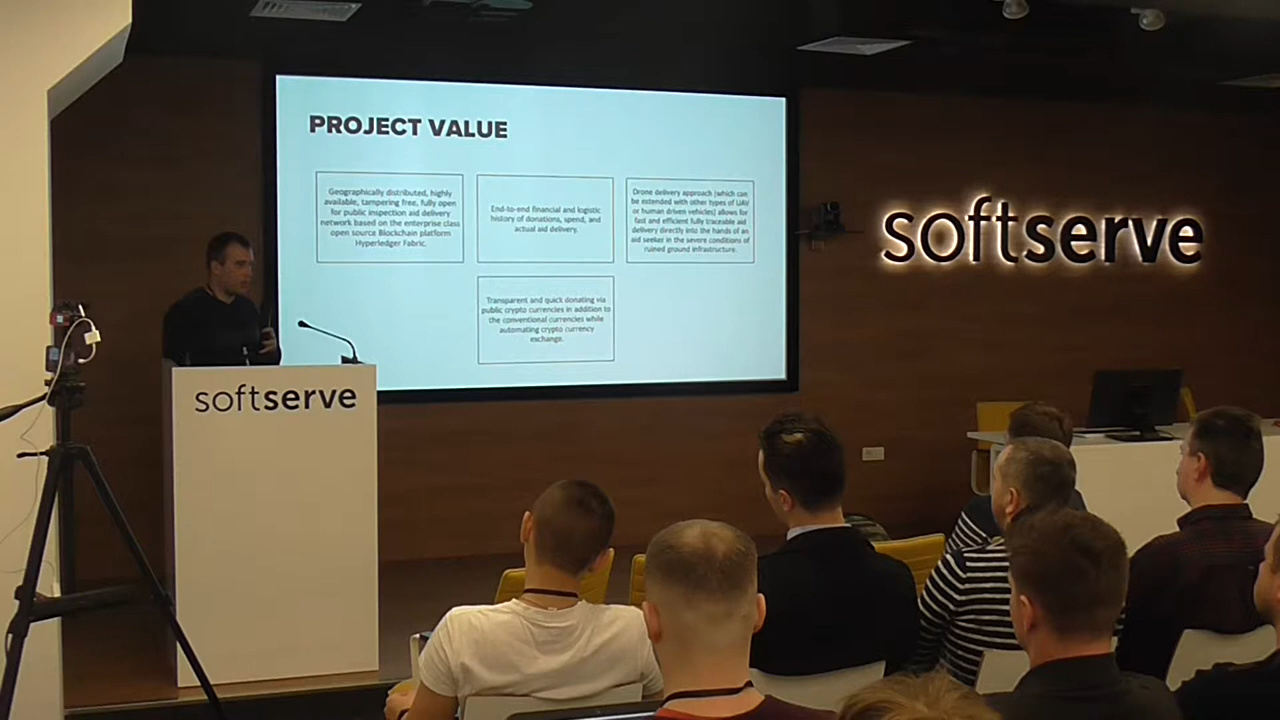 PROJECT VALUE
Geographically distributed, highly
available, tampering free, fully open
for public inspection aid delivery
network based on the enterprise class
open source Blockchain platform
Hyperledger Fabric.
End-to-end financial and logistic
history of donations, spend, and
actual aid delivery.
Drone delivery approach (which can
be extended with other types of UAV
or human driven vehicles) allows for
fast and efficient fully traceable aid
delivery directly into the hands of an
aid seeker in the severe conditions of
ruined ground infrastructure.
Transparent and quick donating via
public crypto currencies in addition to
the conventional currencies while
automating crypto currency
exchange.
softserve
softserve